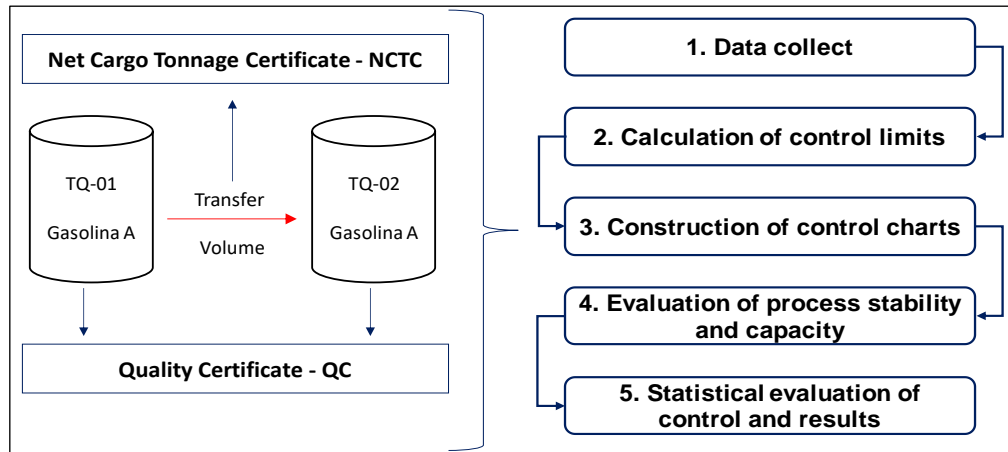 Net Cargo Tonnage Certificate - NCTC
TQ-01
Gasolina A
Transfer
Volume
TQ-02
Gasolina A
Quality Certificate - QC
1. Data collect
2. Calculation of control limits
3. Construction of control charts
4. Evaluation of process stability
and capacity
5. Statistical evaluation of
control and results